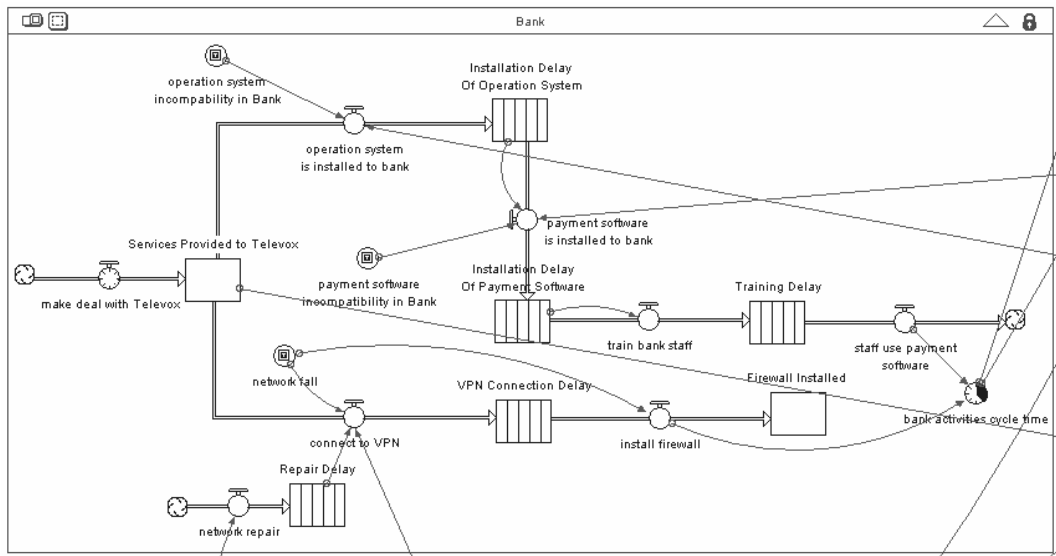 Bank
operation system
incompability in Bank
Installation Delay
Of Operation System
operation system
is installed to bank
payment software
is installed to bank
Services Provided to Televox
make deal with Televox
payment software
incompatibility in Bank
Installation Delay
Of Payment Software
train bank staff
Training Delay
staff use payment
software
network fall
VPN Connection Delay
Firewall Installed
bank activities cycle time
connect to VPN
install firewall
Repair Delay
network repair